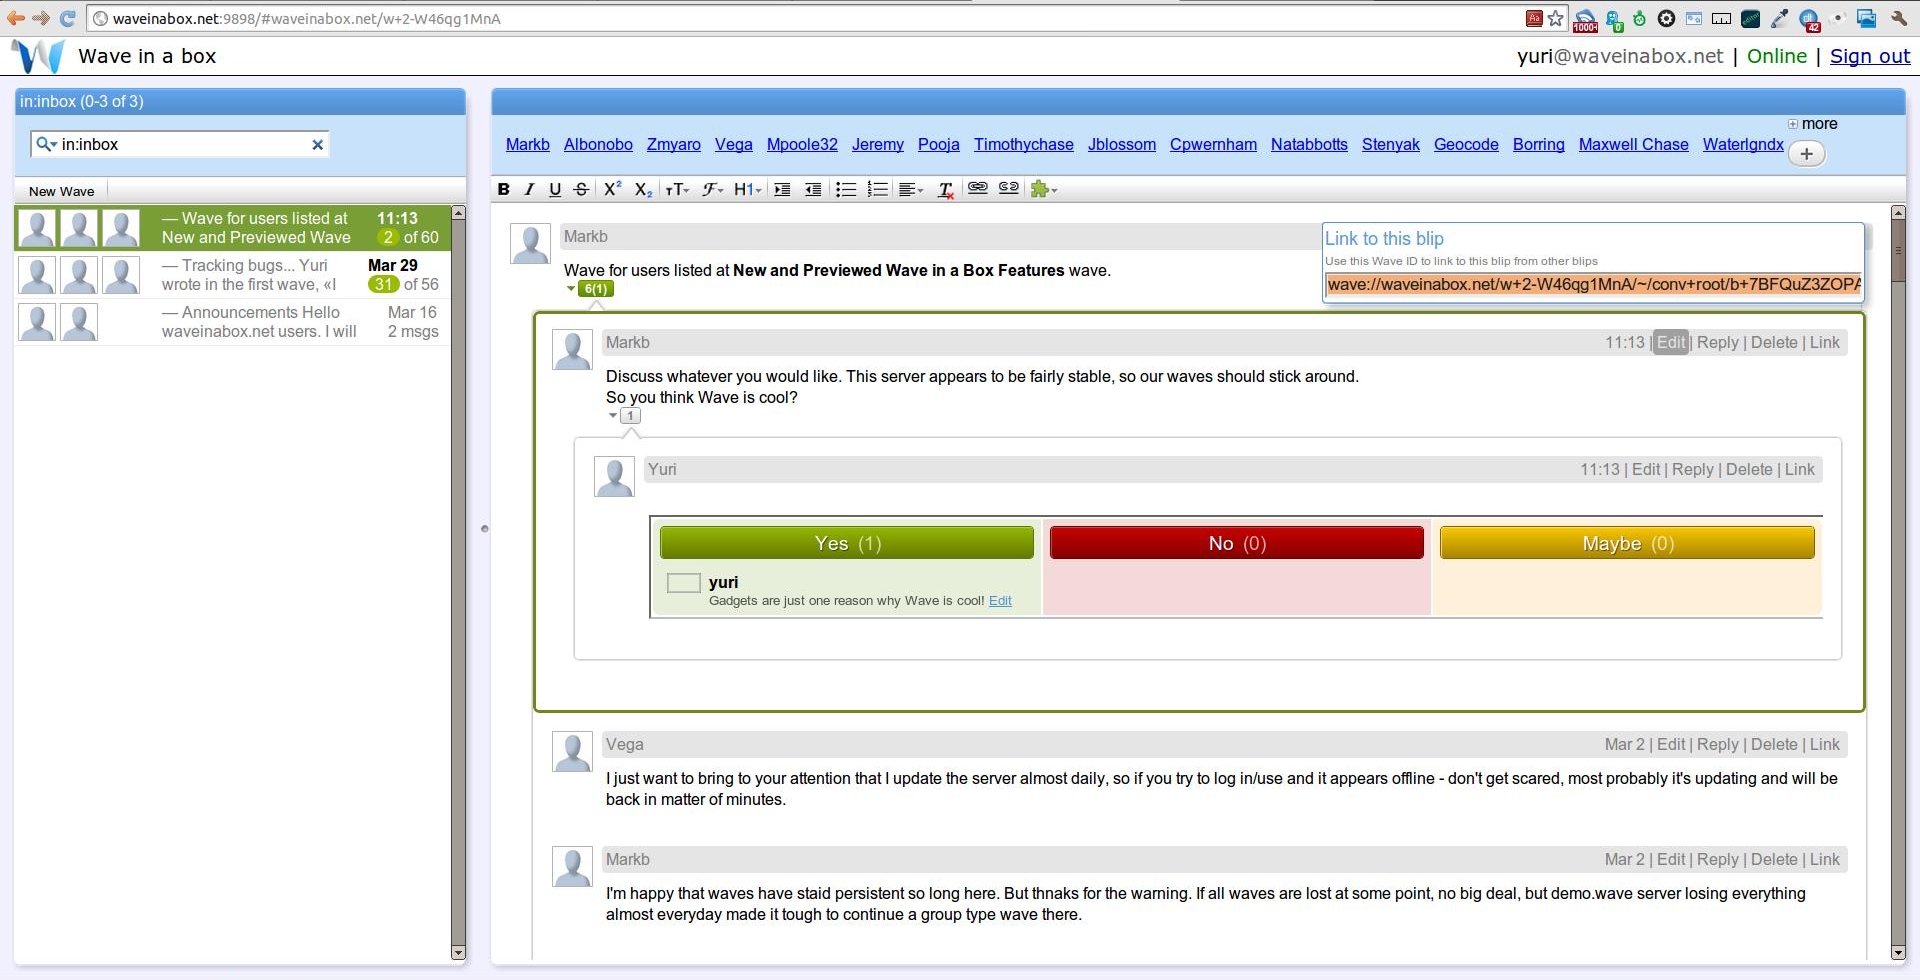 waveinabox.net:9898/#waveinabox.net/w+2-W46qg1MnA
1000+
0
42
Wave in a box
yuri@waveinabox.net | Online | Sign out
in:inbox (0-3 of 3)
in:inbox
New Wave
— Wave for users listed at 11:13
New and Previewed Wave 2 of 60
— Tracking bugs... Yuri Mar 29
wrote in the first wave, «I 31 of 56
— Announcements Hello Mar 16
waveinabox.net users. I will 2 msgs
more
Markb Albonobo Zmyaro Vega Mpoole32 Jeremy Pooja Timothychase Jblossom Cpwernham Natabbotts Stenyak Geocode Borring Maxwell Chase Waterlgndx +
B I U S X² X₂ TT F H1
Markb
Link to this blip
Use this Wave ID to link to this blip from other blips
wave://waveinabox.net/w+2-W46qg1MnA/~/conv+root/b+7BFQuZ3ZOPA
Wave for users listed at New and Previewed Wave in a Box Features wave.
6(1)
Markb 11:13 | Edit | Reply | Delete | Link
Discuss whatever you would like. This server appears to be fairly stable, so our waves should stick around.
So you think Wave is cool?
1
Yuri 11:13 | Edit | Reply | Delete | Link
Yes (1) No (0) Maybe (0)
yuri
Gadgets are just one reason why Wave is cool! Edit
Vega Mar 2 | Edit | Reply | Delete | Link
I just want to bring to your attention that I update the server almost daily, so if you try to log in/use and it appears offline - don't get scared, most probably it's updating and will be
back in matter of minutes.
Markb Mar 2 | Edit | Reply | Delete | Link
I'm happy that waves have staid persistent so long here. But thnaks for the warning. If all waves are lost at some point, no big deal, but demo.wave server losing everything
almost everyday made it tough to continue a group type wave there.